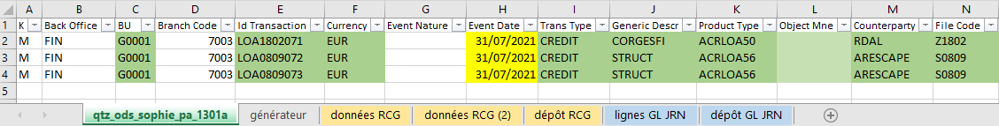 A B C D E F G H I J K L M N
1 K Back Office BU Branch Code Id Transaction Currency Event Nature Event Date Trans Type Generic Descr Product Type Object Mne Counterparty File Code
2 M FIN G0001 7003 LOA1802071 EUR 31/07/2021 CREDIT CORGESFI ACRLOA50 RDAL Z1802
3 M FIN G0001 7003 LOA0809072 EUR 31/07/2021 CREDIT STRUCT ACRLOA56 ARESCAPE S0809
4 M FIN G0001 7003 LOA0809073 EUR 31/07/2021 CREDIT STRUCT ACRLOA56 ARESCAPE S0809
5
qtz_ods_sophie_pa_1301a générateur données RCG données RCG (2) dépôt RCG lignes GL JRN dépôt GL JRN